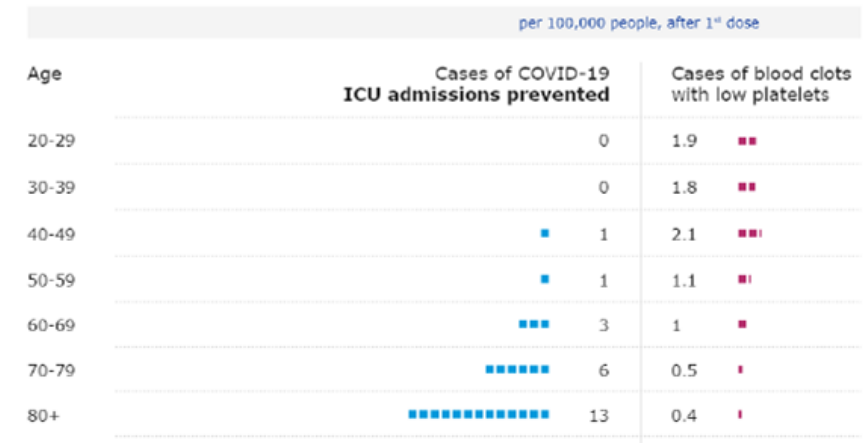 per 100,000 people, after 1st dose
Age Cases of COVID-19 Cases of blood clots
ICU admissions prevented with low platelets
20-29 0 1.9
30-39 0 1.8
40-49 1 2.1
50-59 1 1.1
60-69 3 1
70-79 6 0.5
80+ 13 0.4